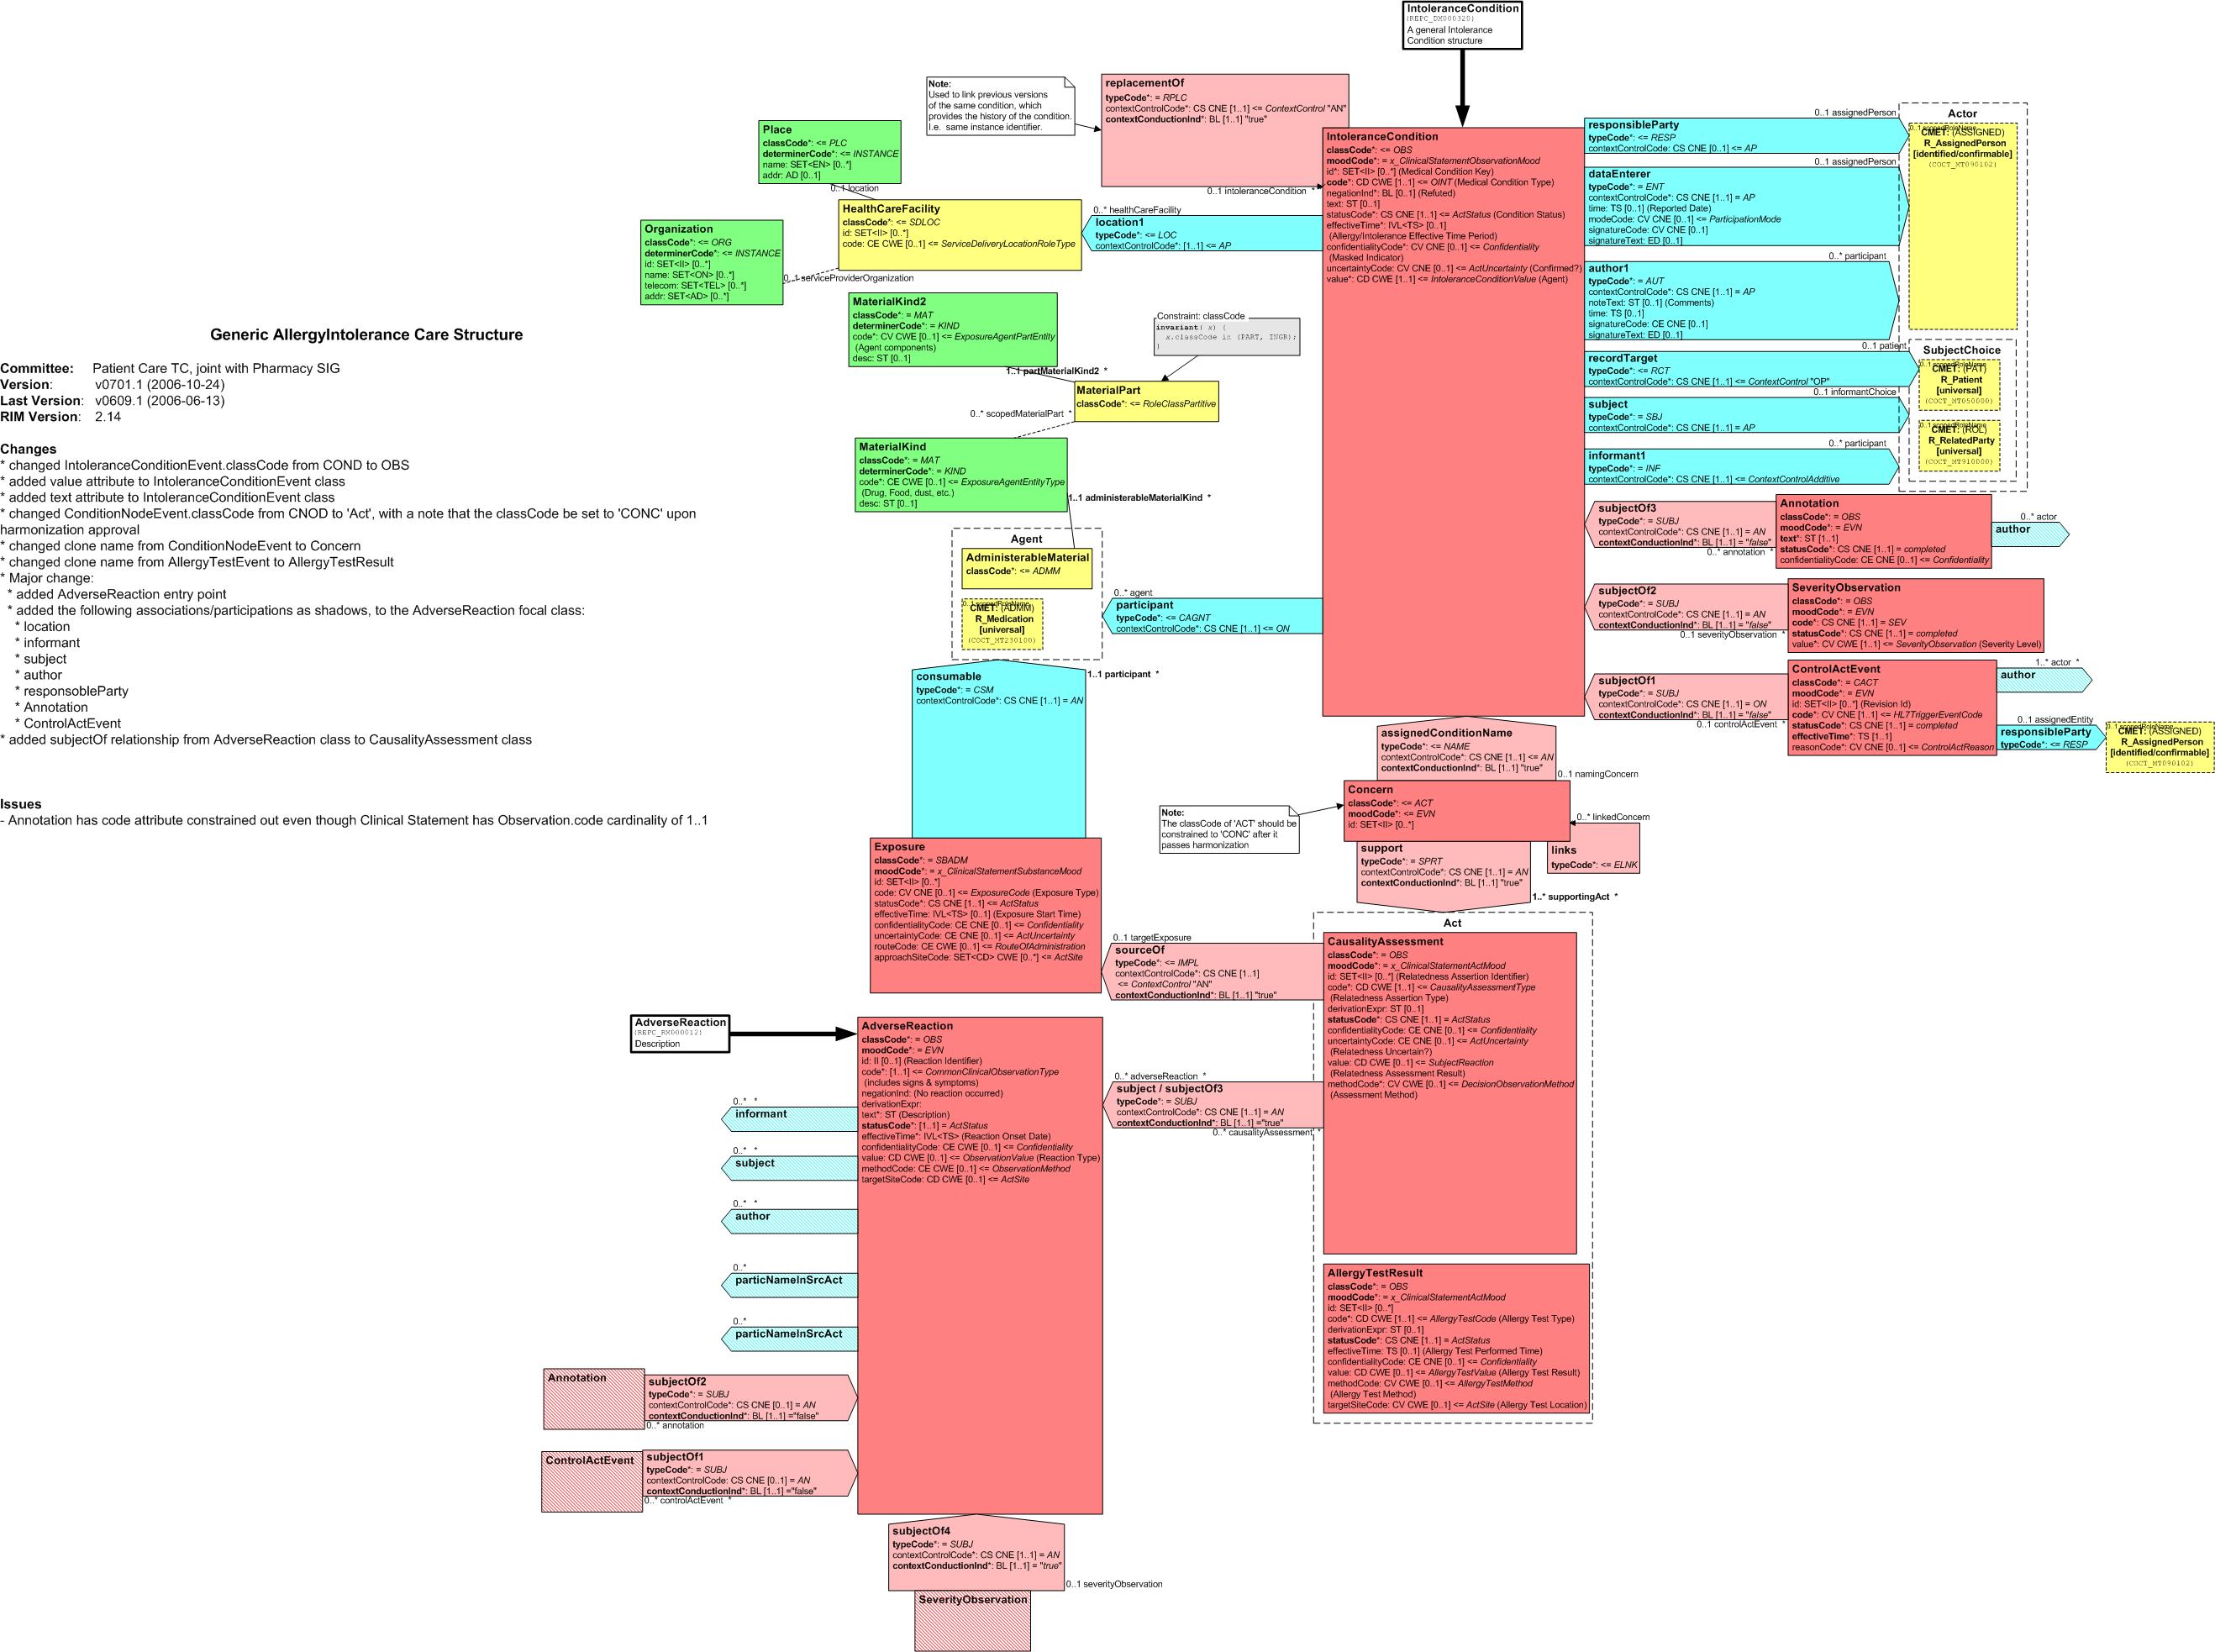 IntoleranceCondition
(REPC_DM000320)
A general Intolerance
Condition structure
Note:
Used to link previous versions
of the same condition, which
provides the history of the condition.
I.e.  same instance identifier.
replacementOf
typeCode*: = RPLC
contextControlCode*: CS CNE [1..1] <= ContextControl "AN"
contextConductionInd*: BL [1..1] "true"
0..1 intoleranceCondition  *
Place
classCode*: <= PLC
determinerCode*: <= INSTANCE
name: SET<EN> [0..*]
addr: AD [0..1]
0..1 location
HealthCareFacility
classCode*: <= SDLOC
id: SET<II> [0..*]
code: CE CWE [0..1] <= ServiceDeliveryLocationRoleType
Organization
classCode*: <= ORG
determinerCode*: <= INSTANCE
id: SET<II> [0..*]
name: SET<ON> [0..*]
telecom: SET<TEL> [0..*]
addr: SET<AD> [0..*]
0..1 serviceProviderOrganization
0..* healthCareFacility
location1
typeCode*: <= LOC
contextControlCode*: [1..1] <= AP
IntoleranceCondition
classCode*: <= OBS
moodCode*: = x_ClinicalStatementObservationMood
id*: SET<II> [0..*] (Medical Condition Key)
code*: CD CWE [1..1] <= OINT (Medical Condition Type)
negationInd*: BL [0..1] (Refuted)
text: ST [0..1]
statusCode*: CS CNE [1..1] <= ActStatus (Condition Status)
effectiveTime*: IVL<TS> [0..1]
(Allergy/Intolerance Effective Time Period)
confidentialityCode*: CV CNE [0..1] <= Confidentiality
(Masked Indicator)
uncertaintyCode: CV CNE [0..1] <= ActUncertainty (Confirmed?)
value*: CD CWE [1..1] <= IntoleranceConditionValue (Agent)
0..1 assignedPerson
responsibleParty
typeCode*: <= RESP
contextControlCode: CS CNE [0..1] <= AP
0..1 assignedPerson
dataEnterer
typeCode*: = ENT
contextControlCode*: CS CNE [1..1] = AP
time: TS [0..1] (Reported Date)
modeCode: CV CNE [0..1] <= ParticipationMode
signatureCode: CV CNE [0..1]
signatureText: ED [0..1]
0..* participant
author1
typeCode*: = AUT
contextControlCode*: CS CNE [1..1] = AP
noteText: ST [0..1] (Comments)
time: TS [0..1]
signatureCode: CE CNE [0..1]
signatureText: ED [0..1]
0..1 patient
recordTarget
typeCode*: <= RCT
contextControlCode*: CS CNE [1..1] <= ContextControl "OP"
0..1 informantChoice
subject
typeCode*: = SBJ
contextControlCode*: CS CNE [1..1] = AP
0..* participant
informant1
typeCode*: = INF
contextControlCode*: CS CNE [1..1] <= ContextControlAdditive
Actor
CMET: (ASSIGNED)
R_AssignedPerson
[identified/confirmable]
(COCT_MT090102)
SubjectChoice
CMET: (PAT)
R_Patient
[universal]
(COCT_MT050000)
CMET: (ROL)
R_RelatedParty
[universal]
(COCT_MT910000)
MaterialKind2
classCode*: = MAT
determinerCode*: = KIND
code*: CV CWE [0..1] <= ExposureAgentPartEntity
(Agent components)
desc: ST [0..1]
1..1 partMaterialKind2  *
Constraint: classCode
invariant( x) {
x.classCode in (PART, INGR);
}
MaterialPart
classCode*: <= RoleClassPartitive
0..* scopedMaterialPart  *
MaterialKind
classCode*: = MAT
determinerCode*: = KIND
code*: CE CWE [0..1] <= ExposureAgentEntityType
(Drug, Food, dust, etc.)
desc: ST [0..1]
1..1 administerableMaterialKind  *
Agent
AdministerableMaterial
classCode*: <= ADMM
CMET: (ADMM)
R_Medication
[universal]
(COCT_MT230100)
0..* agent
participant
typeCode*: <= CAGNT
contextControlCode*: CS CNE [1..1] <= ON
Generic AllergyIntolerance Care Structure
Committee:     Patient Care TC, joint with Pharmacy SIG
Version:     v0701.1 (2006-10-24)
Last Version:   v0609.1 (2006-06-13)
RIM Version:   2.14
Changes
* changed IntoleranceConditionEvent.classCode from COND to OBS
* added value attribute to IntoleranceConditionEvent class
* added text attribute to IntoleranceConditionEvent class
* changed ConditionNodeEvent.classCode from CNOD to 'Act', with a note that the classCode be set to 'CONC' upon
harmonization approval
* changed clone name from ConditionNodeEvent to Concern
* changed clone name from AllergyTestEvent to AllergyTestResult
* Major change:
* added AdverseReaction entry point
* added the following associations/participations as shadows, to the AdverseReaction focal class:
* location
* informant
* subject
* author
* responsobleParty
* Annotation
* ControlActEvent
* added subjectOf relationship from AdverseReaction class to CausalityAssessment class
Issues
- Annotation has code attribute constrained out even though Clinical Statement has Observation.code cardinality of 1..1
subjectOf3
typeCode*: = SUBJ
contextControlCode*: CS CNE [1..1] = AN
contextConductionInd*: BL [1..1] = "false"
0..* annotation  *
Annotation
classCode*: = OBS
moodCode*: = EVN
text*: ST [1..1]
statusCode*: CS CNE [1..1] = completed
confidentialityCode: CE CNE [0..1] <= Confidentiality
0..* actor
author
subjectOf2
typeCode*: = SUBJ
contextControlCode*: CS CNE [1..1] = AN
contextConductionInd*: BL [1..1] = "false"
0..1 severityObservation  *
SeverityObservation
classCode*: = OBS
moodCode*: = EVN
code*: CS CNE [1..1] = SEV
statusCode*: CS CNE [1..1] = completed
value*: CV CWE [1..1] <= SeverityObservation (Severity Level)
subjectOf1
typeCode*: = SUBJ
contextControlCode*: CS CNE [1..1] = ON
contextConductionInd*: BL [1..1] = "false"
0..1 controlActEvent  *
ControlActEvent
classCode*: = CACT
moodCode*: = EVN
id: SET<II> [0..*] (Revision Id)
code*: CV CNE [1..1] <= HL7TriggerEventCode
statusCode*: CS CNE [1..1] = completed
effectiveTime*: TS [1..1]
reasonCode*: CV CNE [0..1] <= ControlActReason
1..* actor  *
author
0..1 assignedEntity
responsibleParty
typeCode*: <= RESP
CMET: (ASSIGNED)
R_AssignedPerson
[identified/confirmable]
(COCT_MT090102)
consumable
typeCode*: = CSM
contextControlCode*: CS CNE [1..1] = AN
1..1 participant  *
assignedConditionName
typeCode*: <= NAME
contextControlCode*: CS CNE [1..1] <= AN
contextConductionInd*: BL [1..1] "true"
0..1 namingConcern
Concern
classCode*: <= ACT
moodCode*: <= EVN
id: SET<II> [0..*]
Note:
The classCode of 'ACT' should be
constrained to 'CONC' after it
passes harmonization
0..* linkedConcern
links
typeCode*: <= ELNK
support
typeCode*: = SPRT
contextControlCode*: CS CNE [1..1] = AN
contextConductionInd*: BL [1..1] "true"
1..* supportingAct  *
Exposure
classCode*: = SBADM
moodCode*: = x_ClinicalStatementSubstanceMood
id: SET<II> [0..*]
code: CV CNE [0..1] <= ExposureCode (Exposure Type)
statusCode*: CS CNE [1..1] <= ActStatus
effectiveTime: IVL<TS> [0..1] (Exposure Start Time)
confidentialityCode: CE CNE [0..1] <= Confidentiality
uncertaintyCode: CE CNE [0..1] <= ActUncertainty
routeCode: CE CWE [0..1] <= RouteOfAdministration
approachSiteCode: SET<CD> CWE [0..*] <= ActSite
0..1 targetExposure
sourceOf
typeCode*: <= IMPL
contextControlCode*: CS CNE [1..1]
<= ContextControl "AN"
contextConductionInd*: BL [1..1] "true"
Act
CausalityAssessment
classCode*: = OBS
moodCode*: = x_ClinicalStatementActMood
id: SET<II> [0..*] (Relatedness Assertion Identifier)
code*: CD CWE [1..1] <= CausalityAssessmentType
(Relatedness Assertion Type)
derivationExpr: ST [0..1]
statusCode*: CS CNE [1..1] = ActStatus
confidentialityCode: CE CNE [0..1] <= Confidentiality
uncertaintyCode: CE CNE [0..1] <= ActUncertainty
(Relatedness Uncertain?)
value: CD CWE [0..1] <= SubjectReaction
(Relatedness Assessment Result)
methodCode*: CV CWE [0..1] <= DecisionObservationMethod
(Assessment Method)
AdverseReaction
(REPC_RM000012)
Description
AdverseReaction
classCode*: = OBS
moodCode*: = EVN
id: II [0..1] (Reaction Identifier)
code*: [1..1] <= CommonClinicalObservationType
(includes signs & symptoms)
negationInd: (No reaction occurred)
derivationExpr:
text*: ST (Description)
statusCode*: [1..1] = ActStatus
effectiveTime*: IVL<TS> (Reaction Onset Date)
confidentialityCode: CE CWE [0..1] <= Confidentiality
value: CD CWE [0..1] <= ObservationValue (Reaction Type)
methodCode: CE CWE [0..1] <= ObservationMethod
targetSiteCode: CD CWE [0..1] <= ActSite
0..* adverseReaction  *
subject / subjectOf3
typeCode*: = SUBJ
contextControlCode*: CS CNE [1..1] = AN
contextConductionInd*: BL [1..1] ="true"
0..* causalityAssessment  *
0..*  *
informant
0..*  *
subject
0..*  *
author
0..*
particNameInSrcAct
0..*
particNameInSrcAct
AllergyTestResult
classCode*: = OBS
moodCode*: = x_ClinicalStatementActMood
id: SET<II> [0..*]
code*: CD CWE [1..1] <= AllergyTestCode (Allergy Test Type)
derivationExpr: ST [0..1]
statusCode*: CS CNE [1..1] = ActStatus
effectiveTime: TS [0..1] (Allergy Test Performed Time)
confidentialityCode: CE CNE [0..1] <= Confidentiality
value: CD CWE [0..1] <= AllergyTestValue (Allergy Test Result)
methodCode: CV CWE [0..1] <= AllergyTestMethod
(Allergy Test Method)
targetSiteCode: CV CWE [0..1] <= ActSite (Allergy Test Location)
Annotation
subjectOf2
typeCode*: = SUBJ
contextControlCode*: CS CNE [0..1] = AN
contextConductionInd*: BL [1..1] ="false"
0..* annotation
ControlActEvent
subjectOf1
typeCode*: = SUBJ
contextControlCode: CS CNE [0..1] = AN
contextConductionInd*: BL [1..1] ="false"
0..* controlActEvent  *
subjectOf4
typeCode*: = SUBJ
contextControlCode*: CS CNE [1..1] = AN
contextConductionInd*: BL [1..1] = "true"
0..1 severityObservation
SeverityObservation